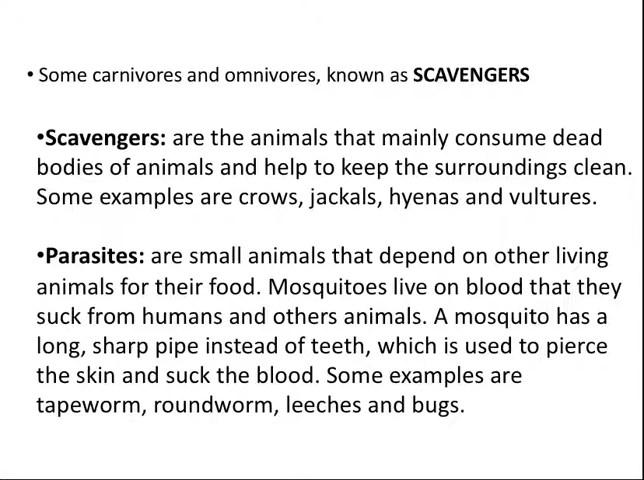 • Some carnivores and omnivores, known as SCAVENGERS
•Scavengers: are the animals that mainly consume dead
bodies of animals and help to keep the surroundings clean.
Some examples are crows, jackals, hyenas and vultures.
•Parasites: are small animals that depend on other living
animals for their food. Mosquitoes live on blood that they
suck from humans and others animals. A mosquito has a
long, sharp pipe instead of teeth, which is used to pierce
the skin and suck the blood. Some examples are
tapeworm, roundworm, leeches and bugs.